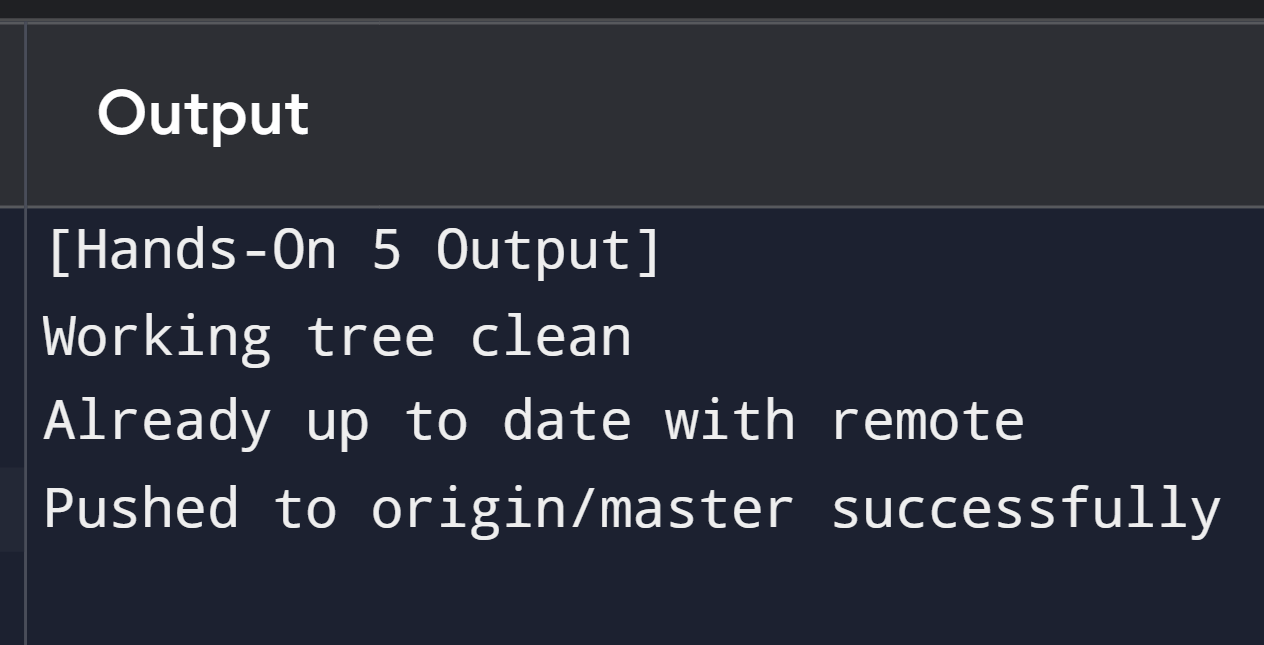 Output
[Hands-On 5 Output]
Working tree clean
Already up to date with remote
Pushed to origin/master successfully